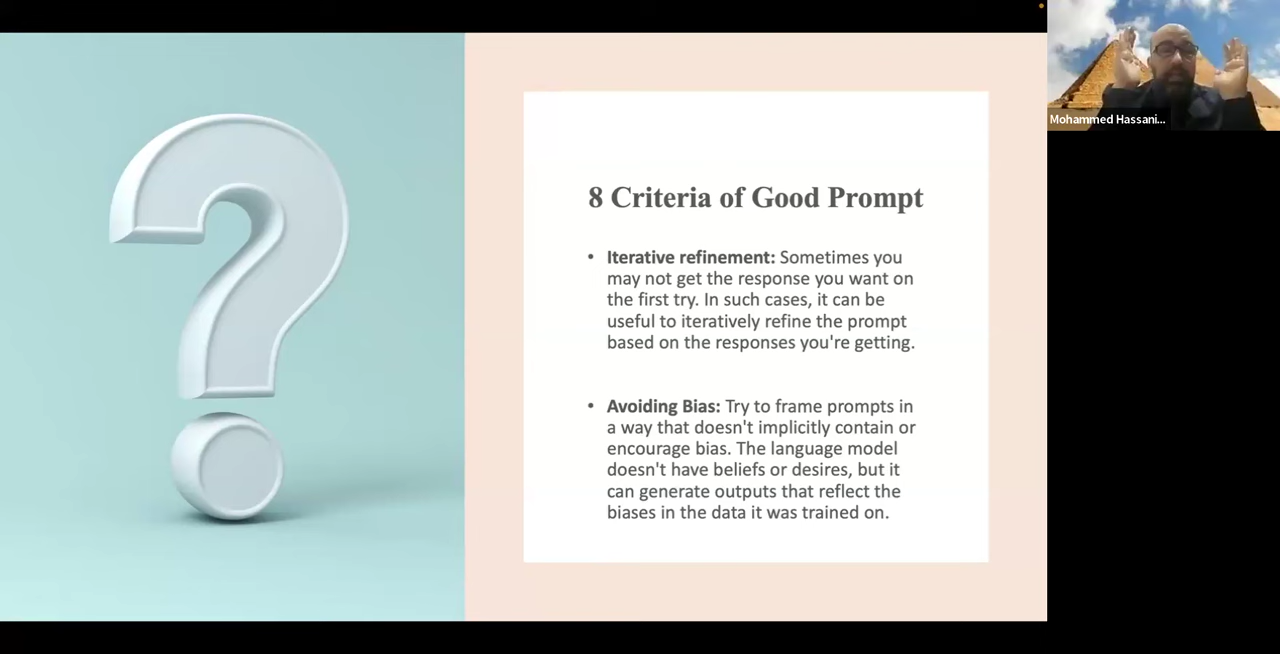 8 Criteria of Good Prompt
• Iterative refinement: Sometimes you
may not get the response you want on
the first try. In such cases, it can be
useful to iteratively refine the prompt
based on the responses you're getting.
• Avoiding Bias: Try to frame prompts in
a way that doesn't implicitly contain or
encourage bias. The language model
doesn't have beliefs or desires, but it
can generate outputs that reflect the
biases in the data it was trained on.
Mohammed Hassani...